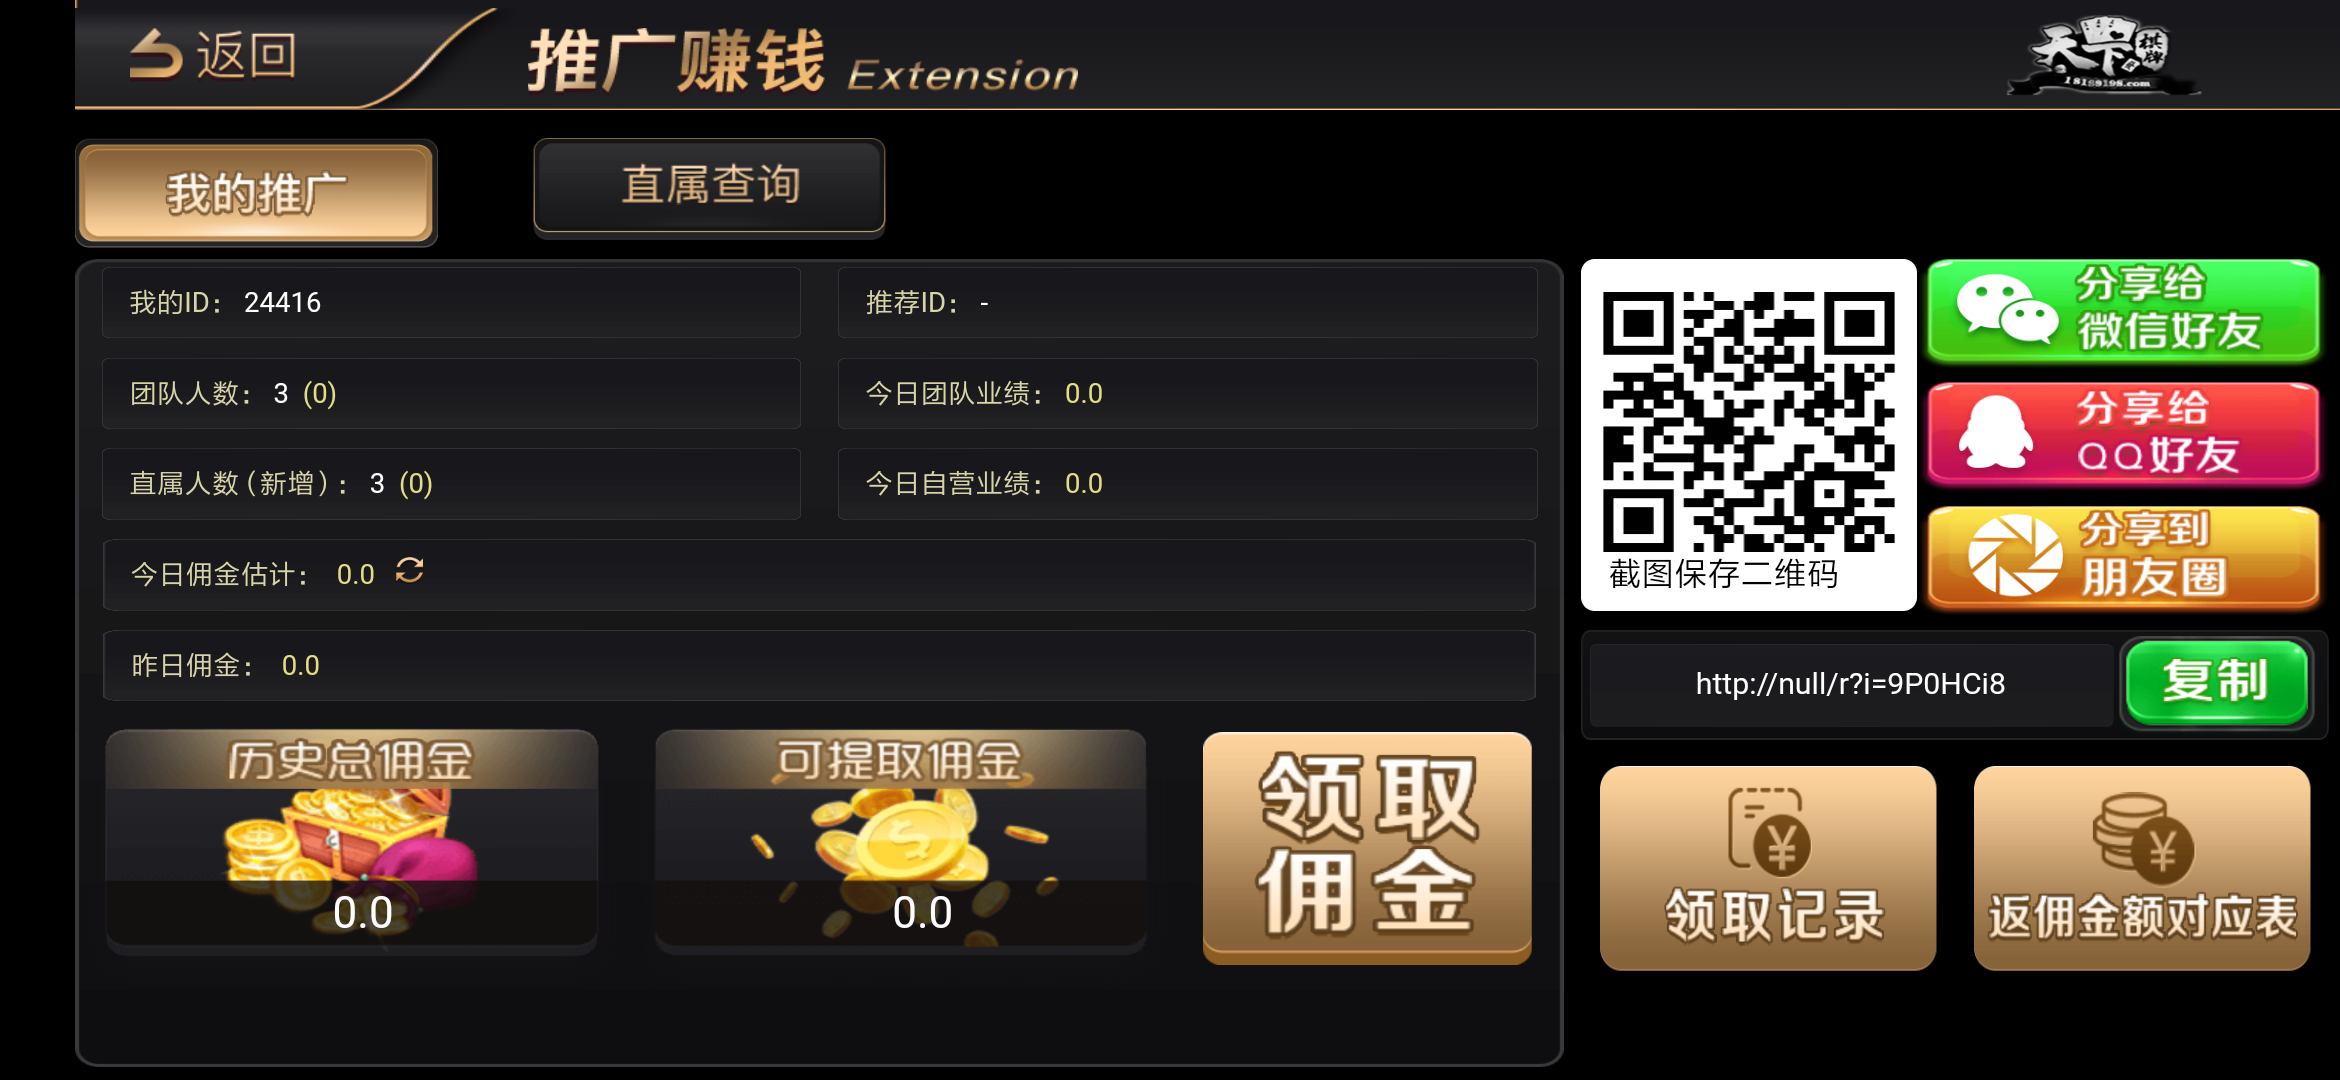 返回
推广赚钱 Extension
天下棋牌
18189198.com
我的推广
直属查询
我的ID： 24416
推荐ID： -
团队人数： 3 (0)
今日团队业绩： 0.0
直属人数（新增）： 3 (0)
今日自营业绩： 0.0
今日佣金估计： 0.0
昨日佣金： 0.0
历史总佣金
0.0
可提取佣金
0.0
领取
佣金
截图保存二维码
分享给
微信好友
分享给
QQ好友
分享到
朋友圈
http://null/r?i=9P0HCi8
复制
领取记录
返佣金额对应表